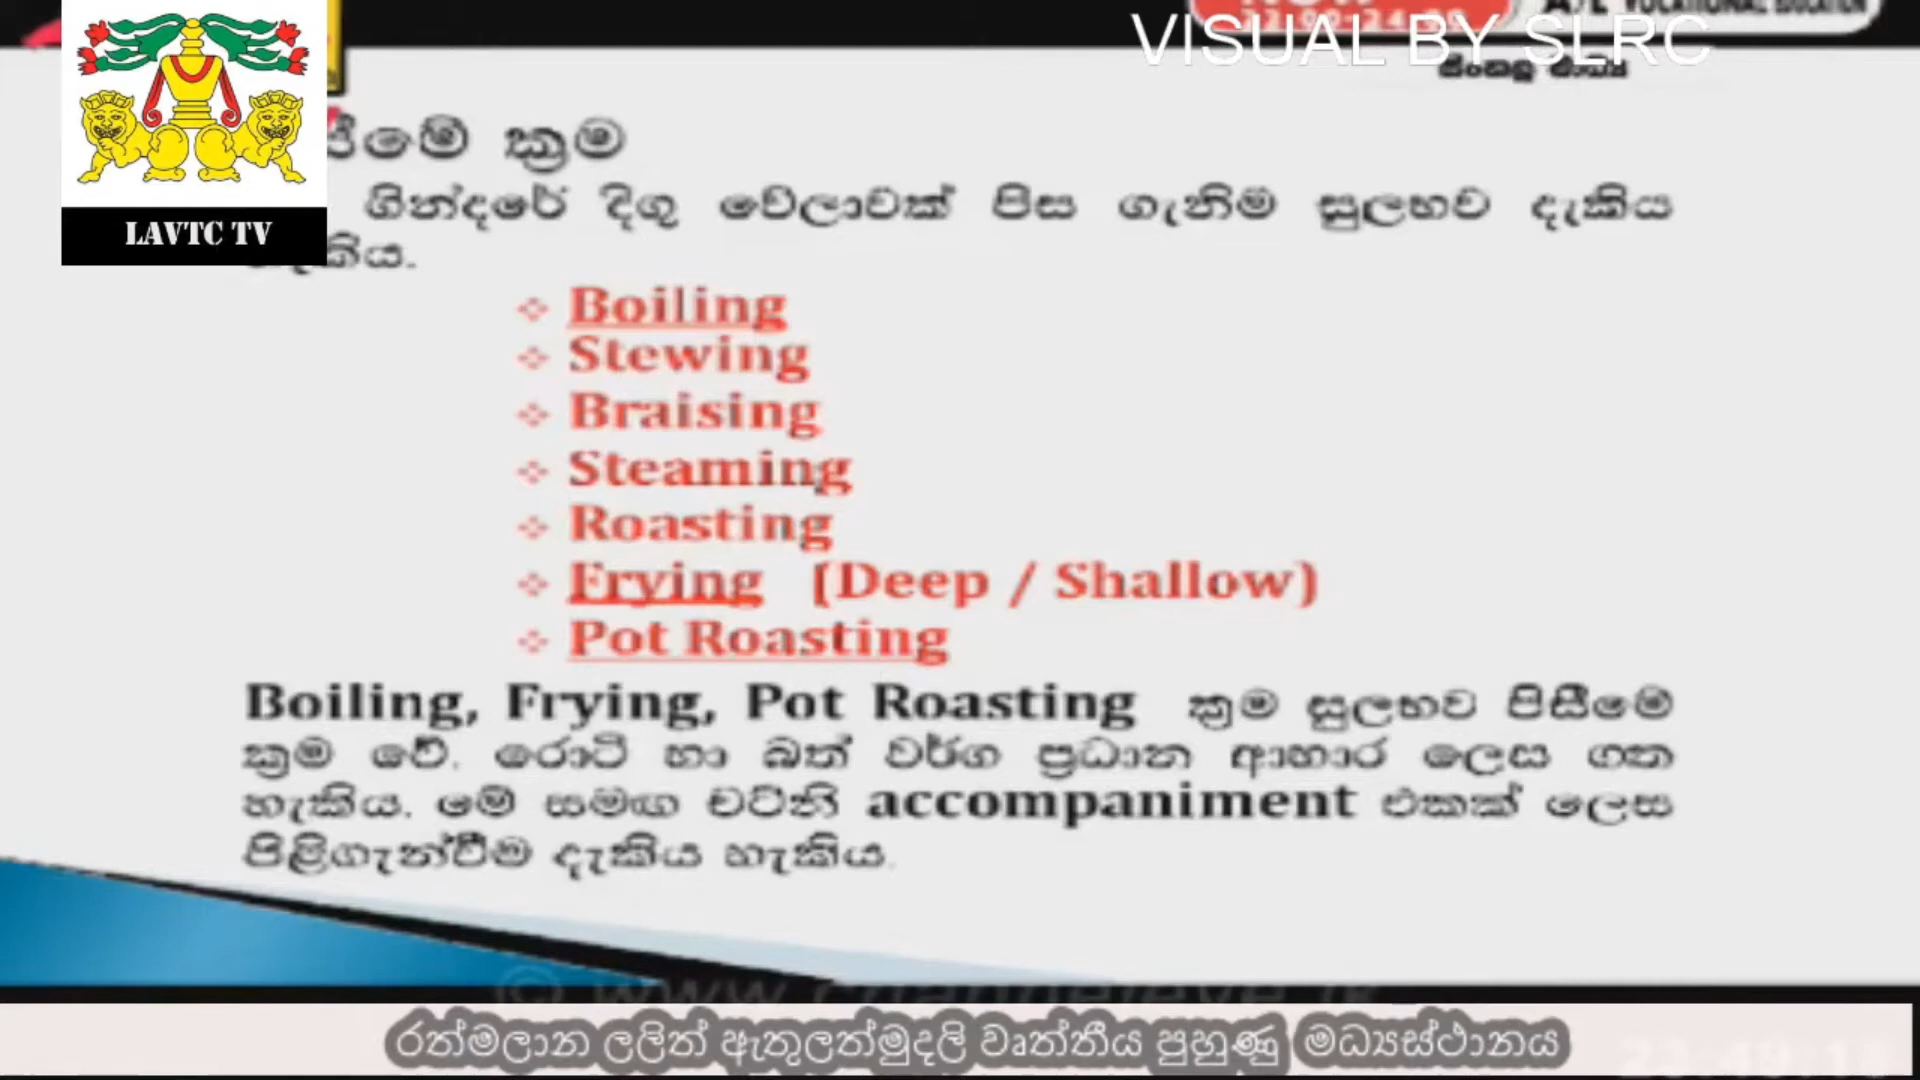 VISUAL BY SLRC
සිංහල මාධ්‍ය
LAVTC TV
ක්‍රම
ගින්දරේ දිගු වේලාවක් පිස ගැනිම සුලභව දැකිය
Boiling
Stewing
Braising
Steaming
Roasting
Frying (Deep / Shallow)
Pot Roasting
Boiling, Frying, Pot Roasting ක්‍රම සුලභව පිසීමේ
ක්‍රම වේ. රොටි හා බත් වර්ග ප්‍රධාන ආහාර ලෙස ගත
හැකිය. මේ සමඟ චට්නි accompaniment එකක් ලෙස
පිළිගැන්වීම දැකිය හැකිය.
රත්මලාන ලලිත් ඇතුලත්මුදලි වෘත්තීය පුහුණු මධ්‍යස්ථානය